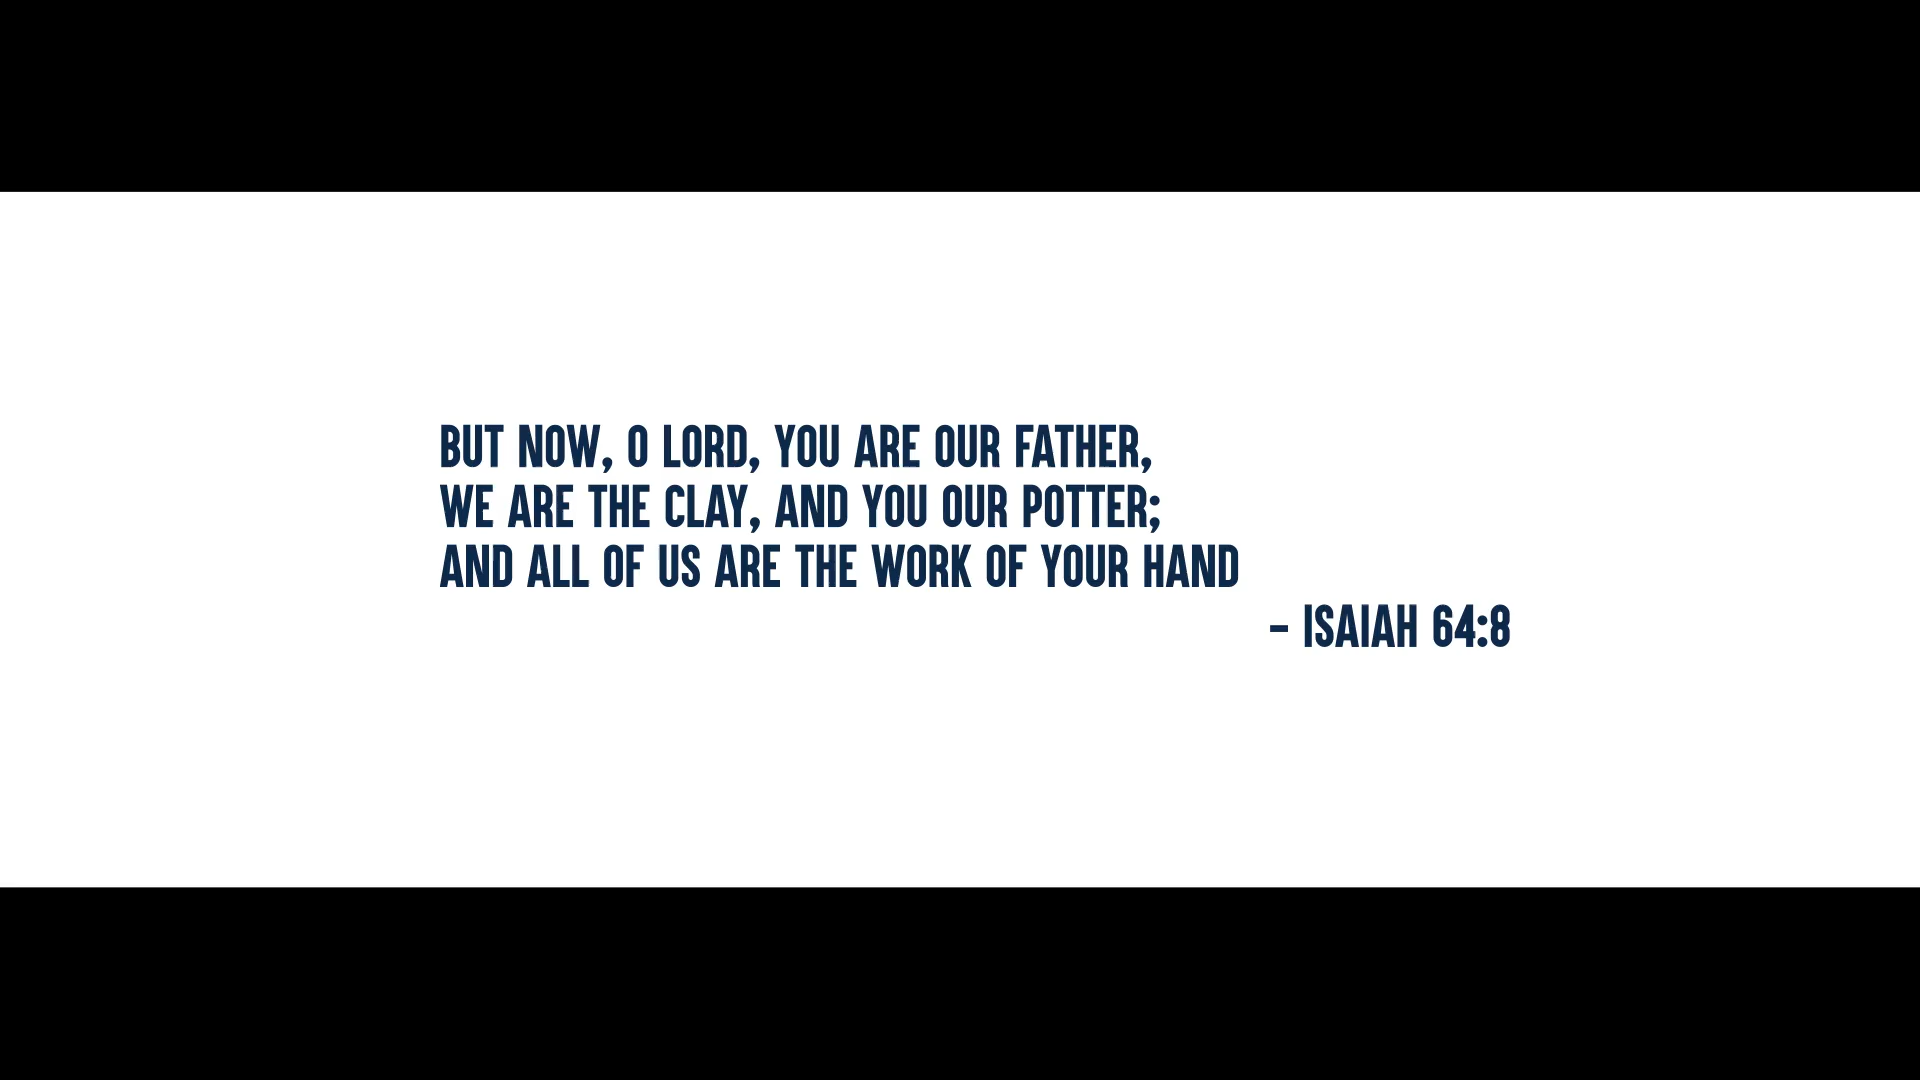 BUT NOW, O LORD, YOU ARE OUR FATHER,
WE ARE THE CLAY, AND YOU OUR POTTER;
AND ALL OF US ARE THE WORK OF YOUR HAND
- ISAIAH 64:8